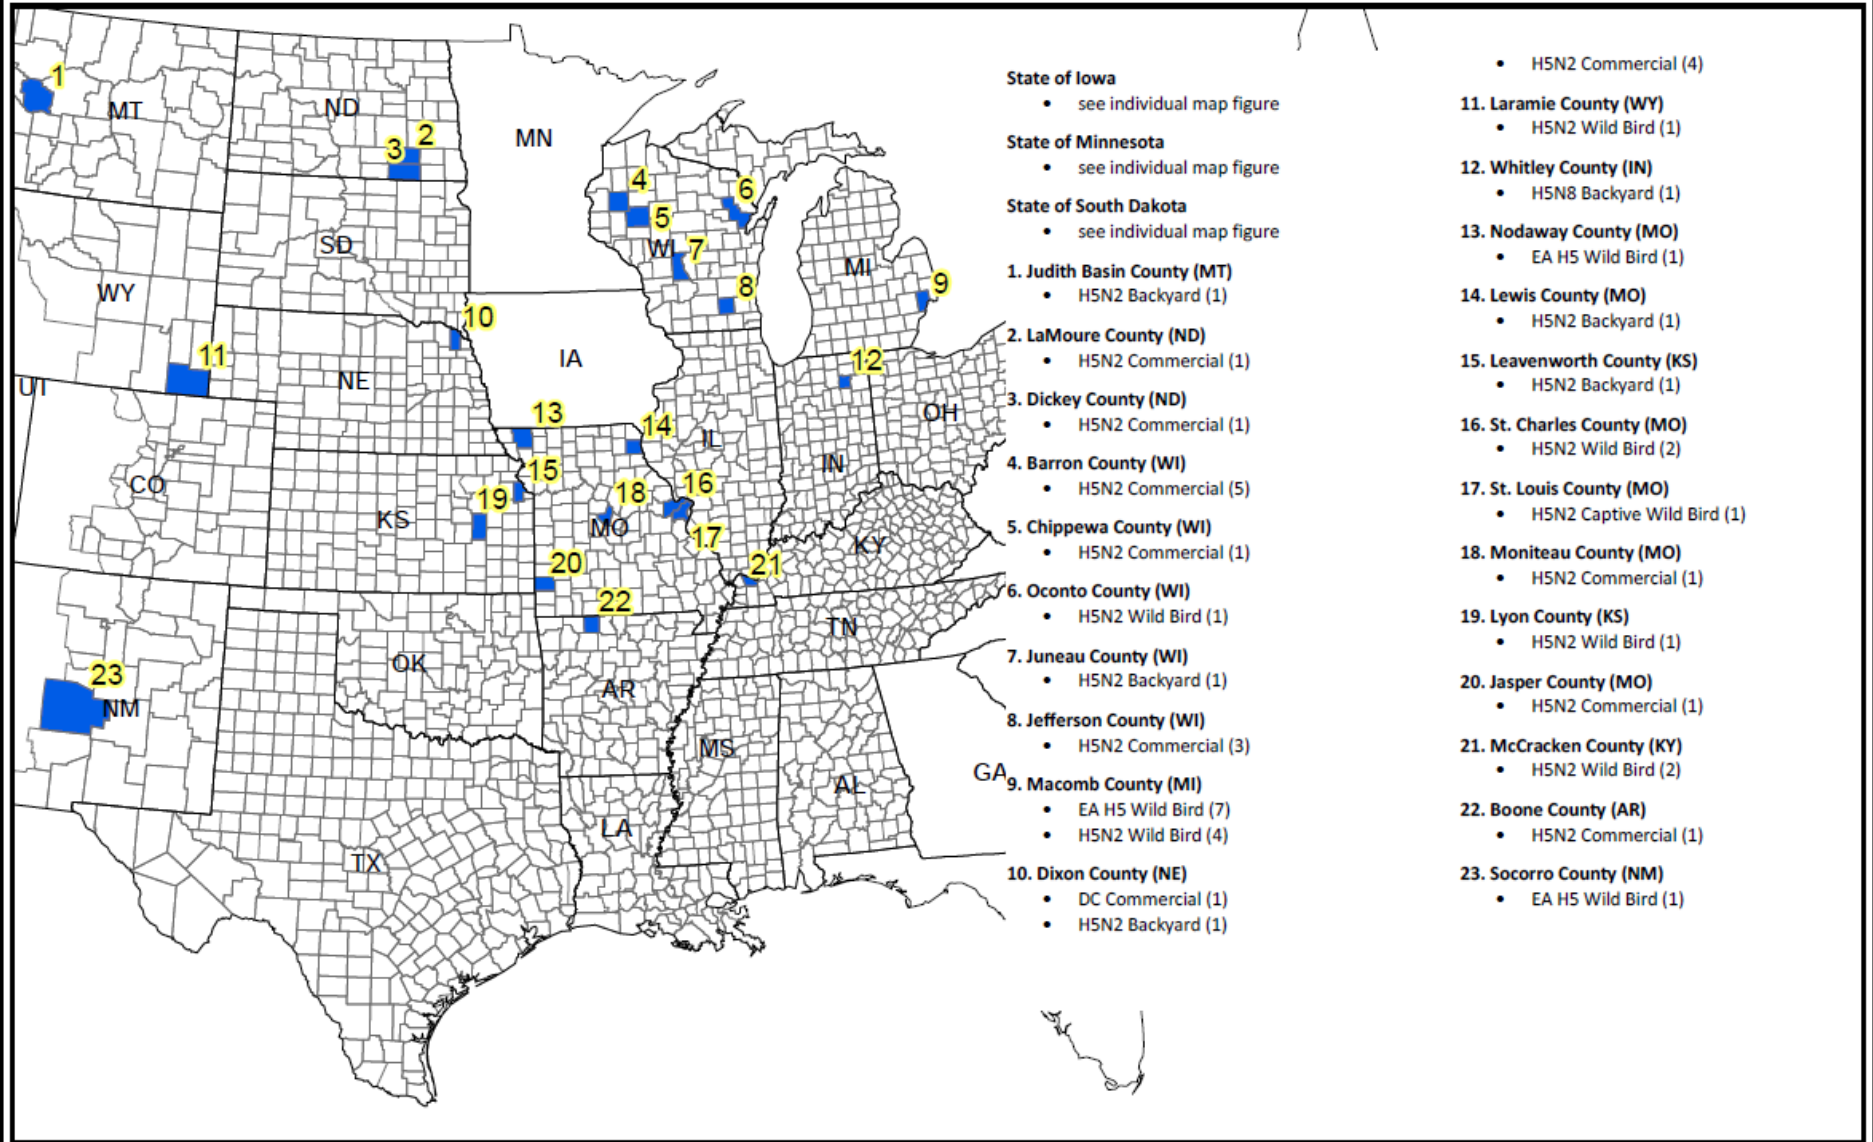 1
MT
ND
2
3
MN
4
6
5
WI
7
SD
MI
8
9
WY
10
11
IA
12
UT
NE
13
14
OH
IL
15
IN
CO
19
18
16
KS
MO
17
KY
20
21
22
TN
OK
23
AR
NM
MS
GA
AL
LA
TX
State of Iowa
• see individual map figure
State of Minnesota
• see individual map figure
State of South Dakota
• see individual map figure
1. Judith Basin County (MT)
• H5N2 Backyard (1)
2. LaMoure County (ND)
• H5N2 Commercial (1)
3. Dickey County (ND)
• H5N2 Commercial (1)
4. Barron County (WI)
• H5N2 Commercial (5)
5. Chippewa County (WI)
• H5N2 Commercial (1)
6. Oconto County (WI)
• H5N2 Wild Bird (1)
7. Juneau County (WI)
• H5N2 Backyard (1)
8. Jefferson County (WI)
• H5N2 Commercial (3)
9. Macomb County (MI)
• EA H5 Wild Bird (7)
• H5N2 Wild Bird (4)
10. Dixon County (NE)
• DC Commercial (1)
• H5N2 Backyard (1)
• H5N2 Commercial (4)
11. Laramie County (WY)
• H5N2 Wild Bird (1)
12. Whitley County (IN)
• H5N8 Backyard (1)
13. Nodaway County (MO)
• EA H5 Wild Bird (1)
14. Lewis County (MO)
• H5N2 Backyard (1)
15. Leavenworth County (KS)
• H5N2 Backyard (1)
16. St. Charles County (MO)
• H5N2 Wild Bird (2)
17. St. Louis County (MO)
• H5N2 Captive Wild Bird (1)
18. Moniteau County (MO)
• H5N2 Commercial (1)
19. Lyon County (KS)
• H5N2 Wild Bird (1)
20. Jasper County (MO)
• H5N2 Commercial (1)
21. McCracken County (KY)
• H5N2 Wild Bird (2)
22. Boone County (AR)
• H5N2 Commercial (1)
23. Socorro County (NM)
• EA H5 Wild Bird (1)